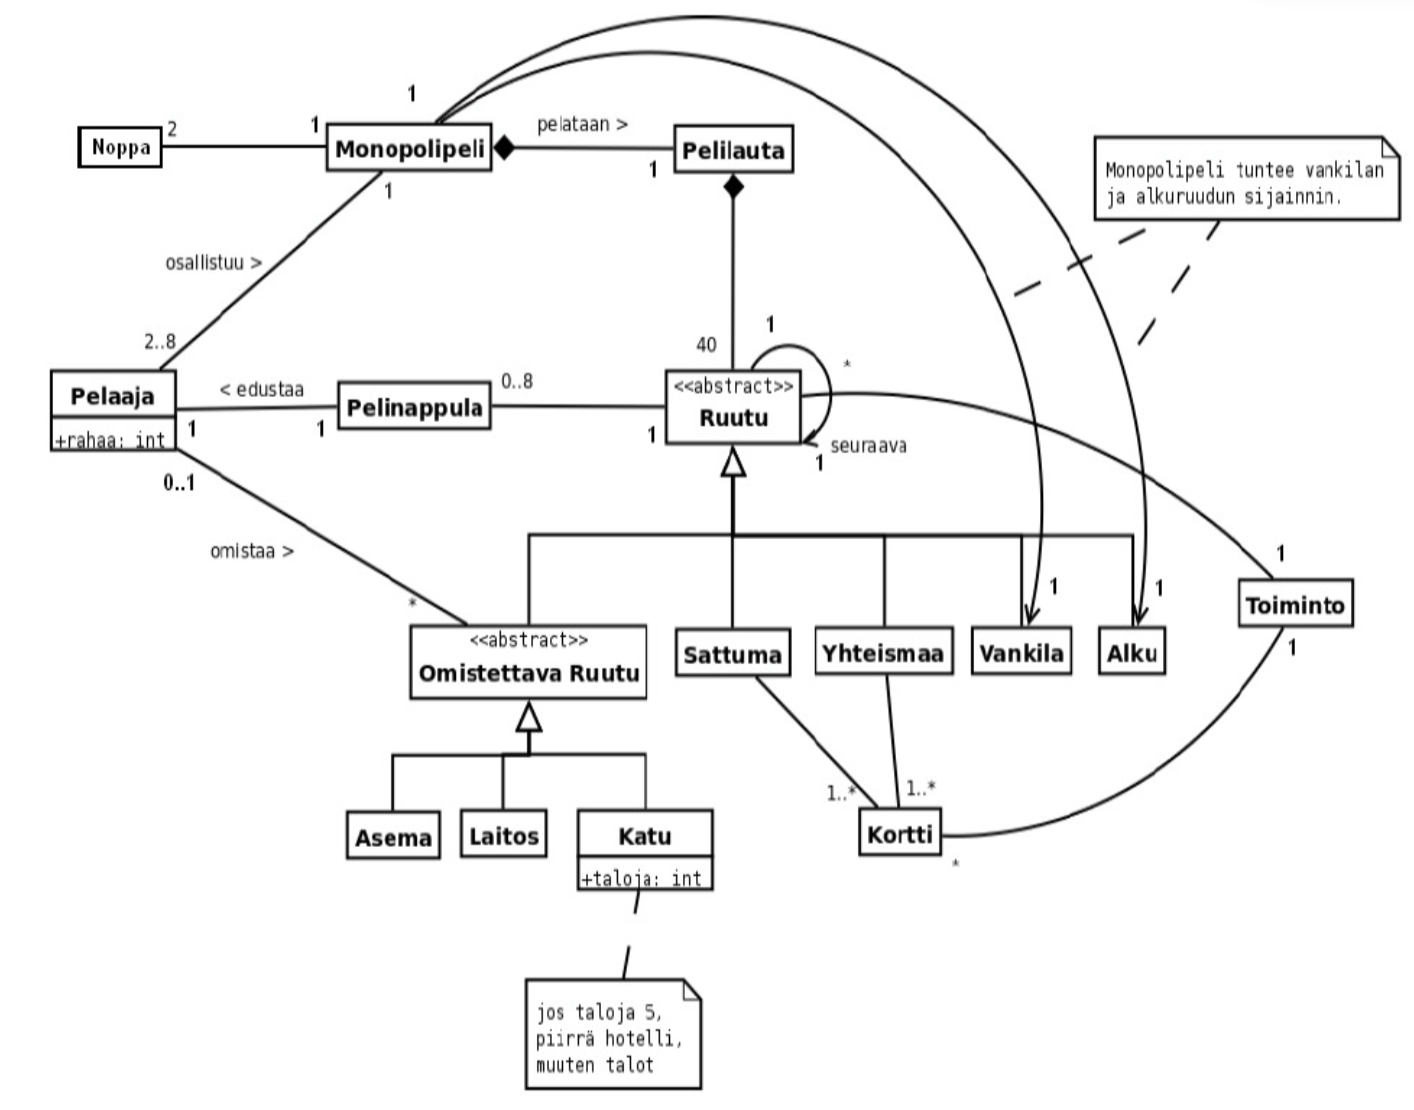 1
2
1
pelataan >
Noppa
Monopolipeli
Pelilauta
1
1
Monopolipeli tuntee vankilan
ja alkuruudun sijainnin.
osallistuu >
2..8
40
1
*
Pelaaja
+rahaa: int
< edustaa
1
1
Pelinappula
0..8
1
<<abstract>>
Ruutu
seuraava
1
0..1
omistaa >
*
1
1
1
<<abstract>>
Omistettava Ruutu
Sattuma
Yhteismaa
Vankila
Alku
Toiminto
1
1..*
1..*
Asema
Laitos
Katu
+taloja: int
Kortti
*
jos taloja 5,
piirrä hotelli,
muuten talot